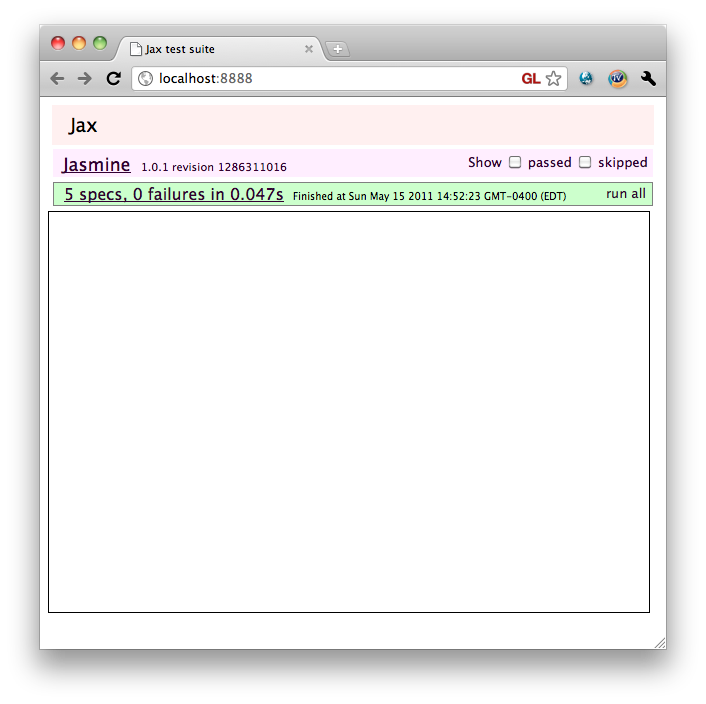 Jax test suite
localhost:8888
GL
Jax
Jasmine 1.0.1 revision 1286311016 Show passed skipped
5 specs, 0 failures in 0.047s Finished at Sun May 15 2011 14:52:23 GMT-0400 (EDT) run all